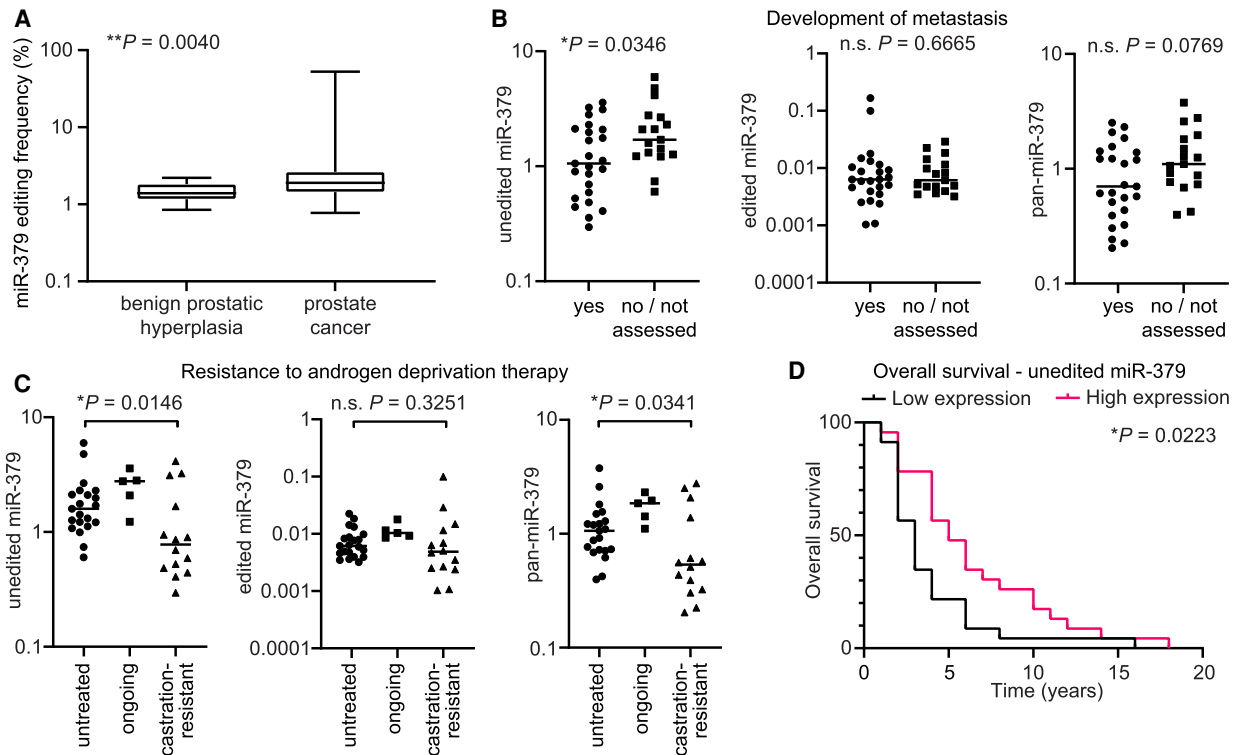 A
**P = 0.0040
miR-379 editing frequency (%)
100
10
1
0.1
benign prostatic
hyperplasia
prostate
cancer
B
Development of metastasis
*P = 0.0346
unedited miR-379
10
1
0.1
yes
no / not
assessed
n.s. P = 0.6665
edited miR-379
1
0.1
0.01
0.001
0.0001
yes
no / not
assessed
n.s. P = 0.0769
pan-miR-379
10
1
0.1
yes
no / not
assessed
C
Resistance to androgen deprivation therapy
*P = 0.0146
unedited miR-379
10
1
0.1
untreated
ongoing
castration-
resistant
n.s. P = 0.3251
edited miR-379
1
0.1
0.01
0.001
0.0001
untreated
ongoing
castration-
resistant
*P = 0.0341
pan-miR-379
10
1
0.1
untreated
ongoing
castration-
resistant
D
Overall survival - unedited miR-379
Low expression
High expression
*P = 0.0223
Overall survival
100
50
0
0
5
10
15
20
Time (years)